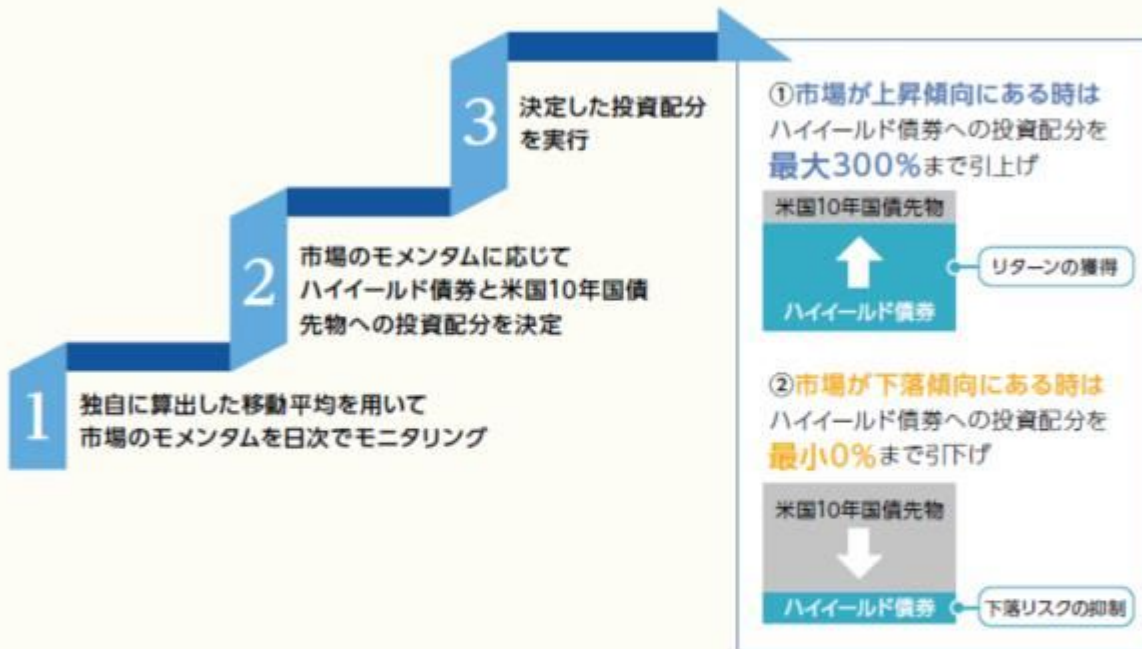 1
独自に算出した移動平均を用いて
市場のモメンタムを日次でモニタリング
2
市場のモメンタムに応じて
ハイイールド債券と米国10年国債
先物への投資配分を決定
3
決定した投資配分
を実行
①市場が上昇傾向にある時は
ハイイールド債券への投資配分を
最大300%まで引上げ
米国10年国債先物
ハイイールド債券
リターンの獲得
②市場が下落傾向にある時は
ハイイールド債券への投資配分を
最小0%まで引下げ
米国10年国債先物
ハイイールド債券
下落リスクの抑制